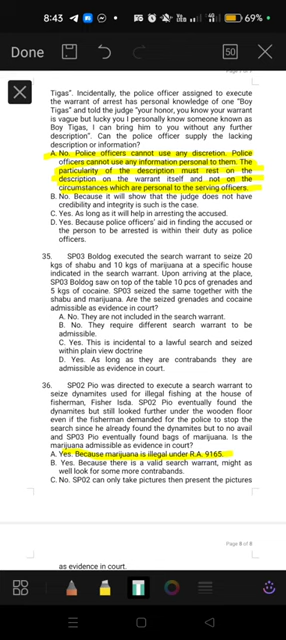 8:43
69%
Done
50
Tigas". Incidentally, the police officer assigned to execute
the warrant of arrest has personal knowledge of one "Boy
Tigas" and told the judge "your honor, you know your warrant
is vague but lucky you I personally know someone known as
Boy Tigas, I can bring him to you without any further
description". Can the police officer supply the lacking
description or information?
A. No. Police officers cannot use any discretion. Police
officers cannot use any information personal to them. The
particularity of the description must rest on the
description on the warrant itself and not on the
circumstances which are personal to the serving officers.
B. No. Because it will show that the judge does not have
credibility and integrity is such is the case.
C. Yes. As long as it will help in arresting the accused.
D. Yes. Because police officers' aid in finding the accused or
the person to be arrested is within their duty as police
officers.
35. SP03 Boldog executed the search warrant to seize 20
kgs of shabu and 10 kgs of marijuana at a specific house
indicated in the search warrant. Upon arriving at the place,
SP03 Boldog saw on top of the table 10 pcs of grenades and
5 kgs of cocaine. SP03 seized the same together with the
shabu and marijuana. Are the seized grenades and cocaine
admissible as evidence in court?
A. No. They are not included in the search warrant.
B. No. They require different search warrant to be
admissible.
C. Yes. This is incidental to a lawful search and seized
within plain view doctrine
D. Yes. As long as they are contrabands they are
admissible as evidence in court.
36. SP02 Pio was directed to execute a search warrant to
seize dynamites used for illegal fishing at the house of
fisherman, Fisher Isda. SP02 Pio eventually found the
dynamites but still looked further under the wooden floor
even if the fisherman demanded for the police to stop the
search since he already found the dynamites but to no avail
and SP03 Pio eventually found bags of marijuana. Is the
marijuana admissible as evidence in court?
A. Yes. Because marijuana is illegal under R.A. 9165.
B. Yes. Because there is a valid search warrant, might as
well look for some more contrabands.
C. No. SP02 can only take pictures then present the pictures
Page 8 of 8
as evidence in court.